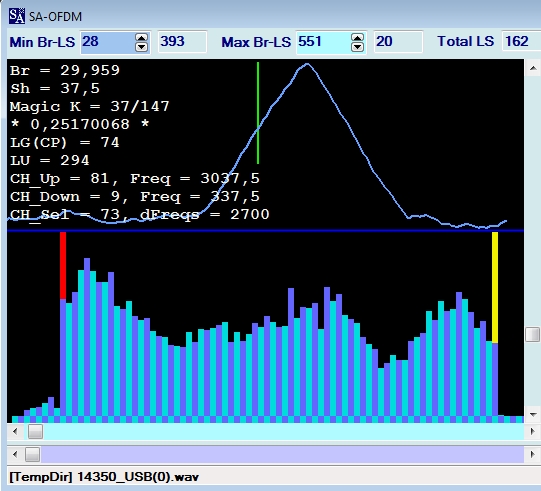 SA-OFDM
Min Br-LS 28 393 Max Br-LS 551 20 Total LS 162
Br = 29,959
Sh = 37,5
Magic K = 37/147
* 0,25170068 *
LG(CP) = 74
LU = 294
CH_Up = 81, Freq = 3037,5
CH_Down = 9, Freq = 337,5
CH_Sel = 73, dFreqs = 2700
[TempDir] 14350_USB(0).wav